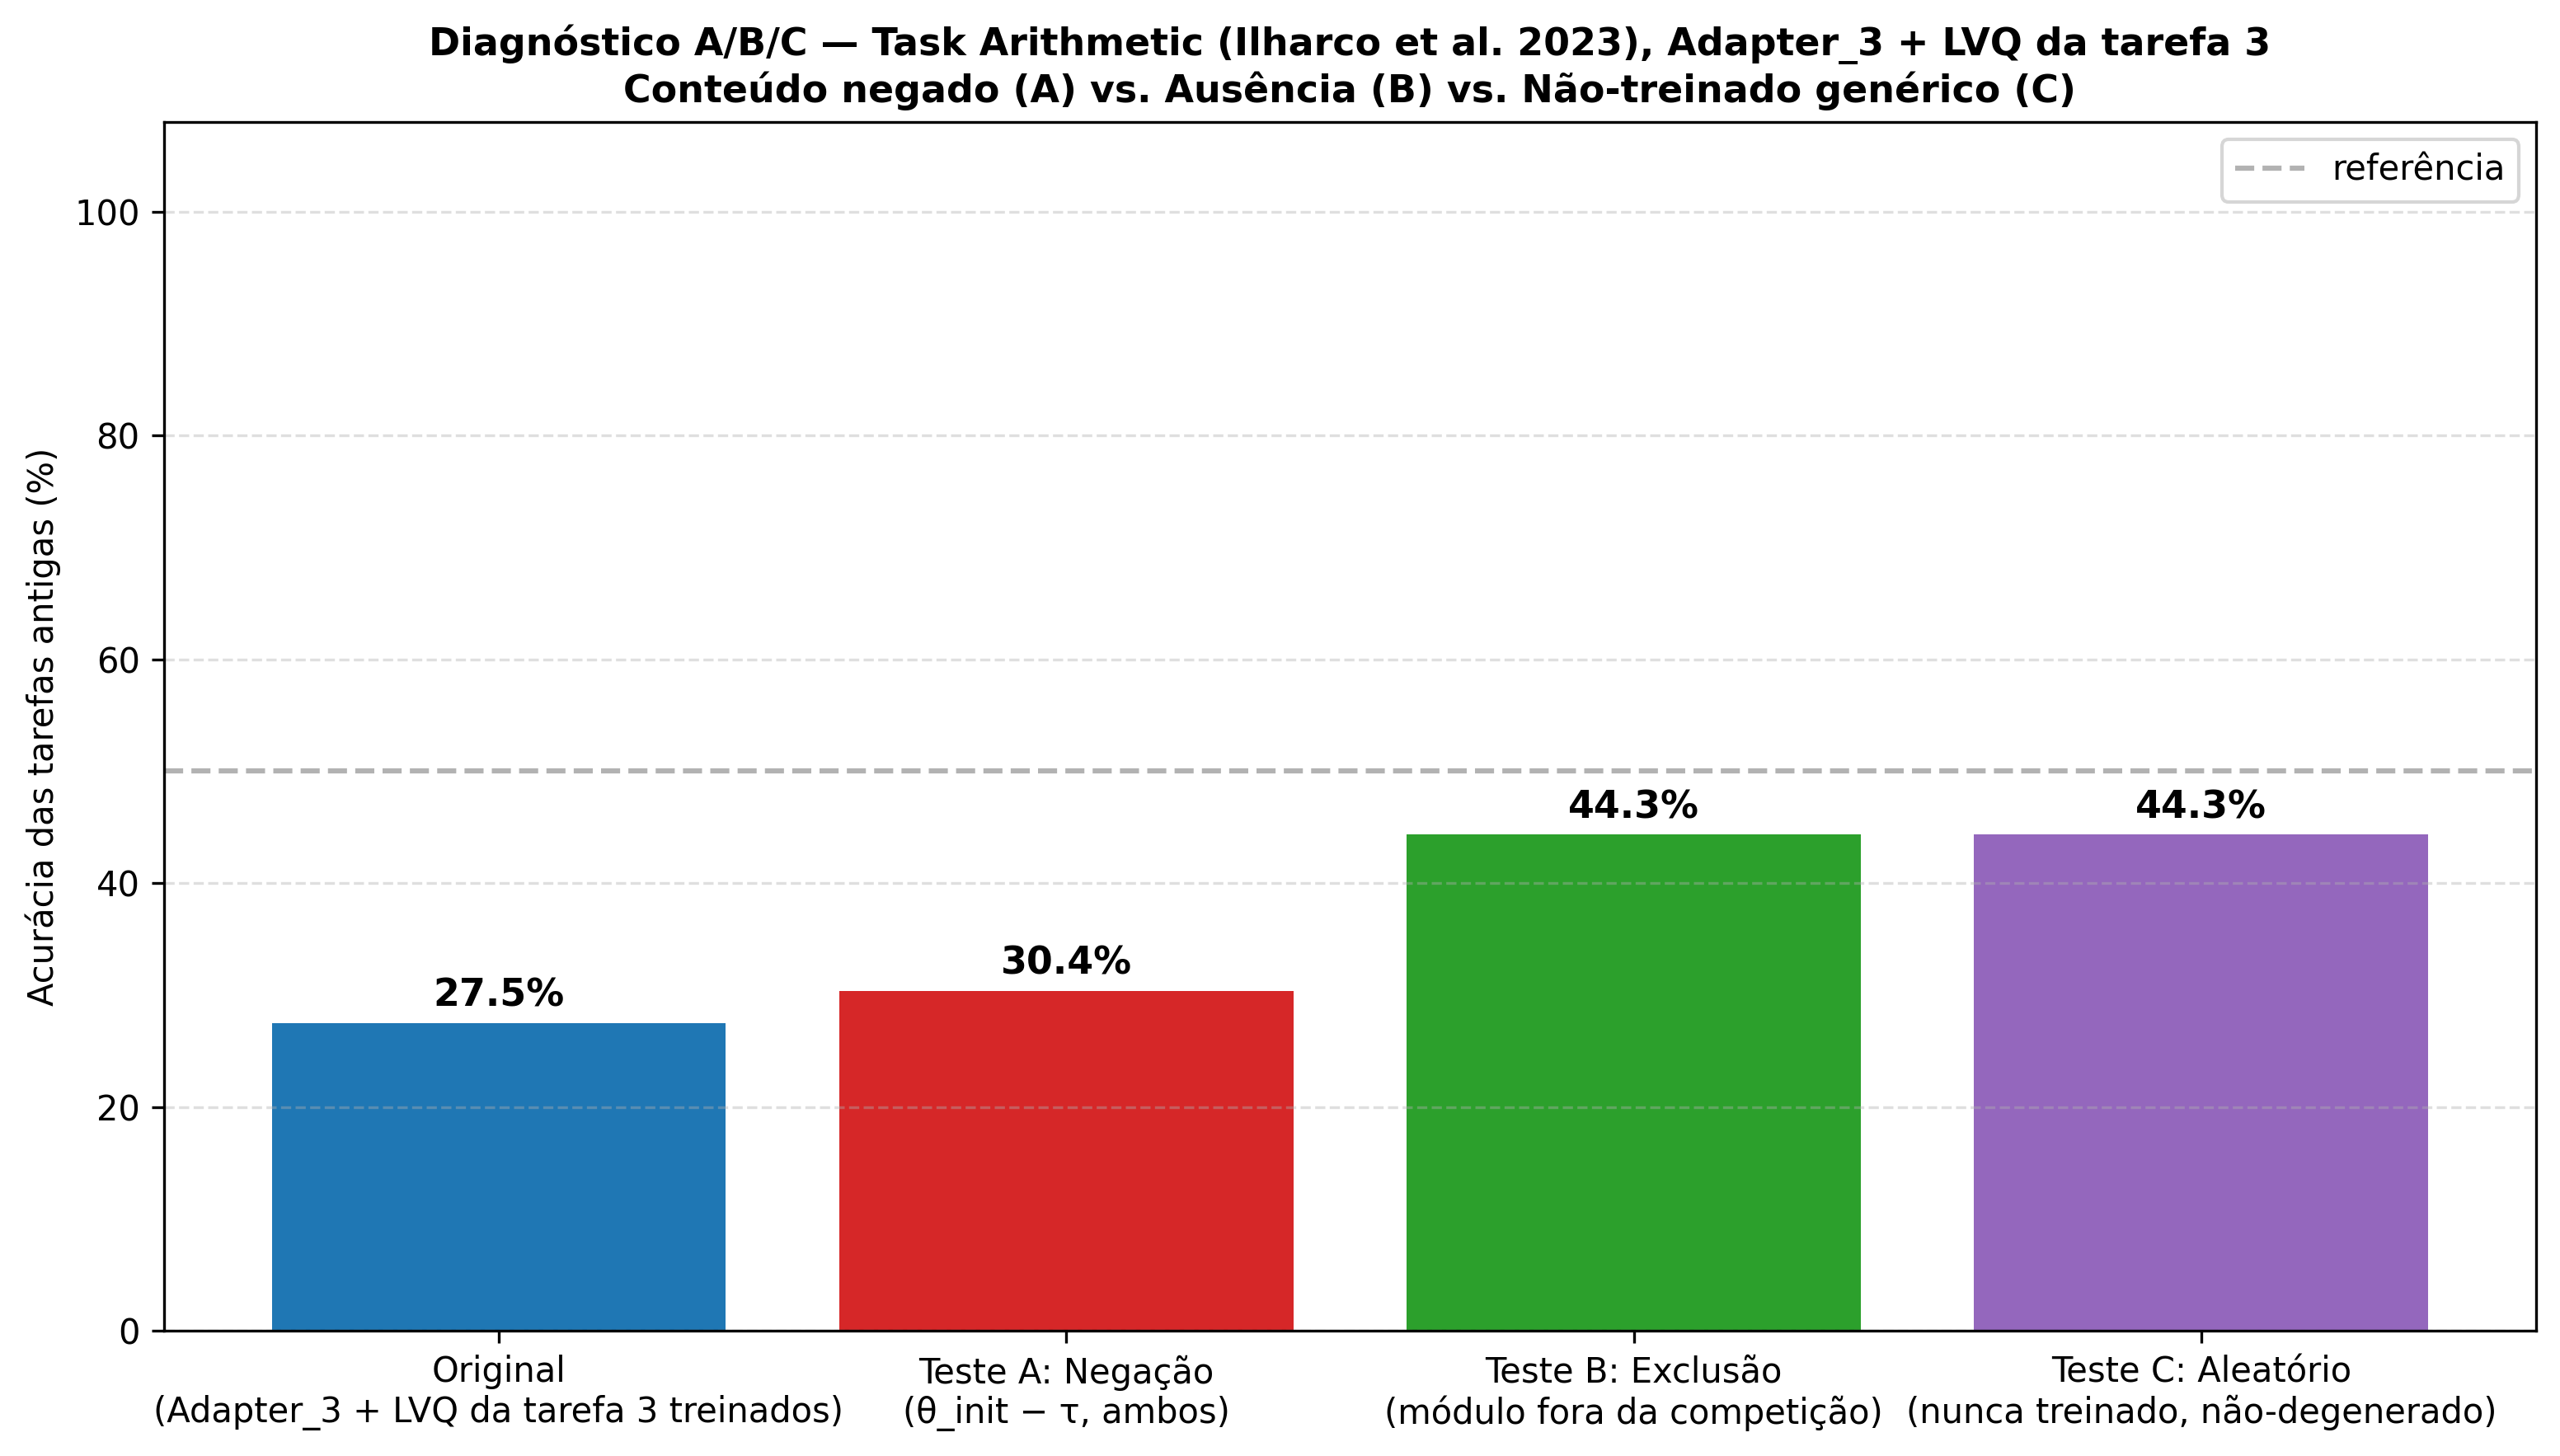 Diagnóstico A/B/C — Task Arithmetic (Ilharco et al. 2023), Adapter_3 + LVQ da tarefa 3
Conteúdo negado (A) vs. Ausência (B) vs. Não-treinado genérico (C)
referência
Acurácia das tarefas antigas (%)
100
80
60
40
20
0
27.5%
30.4%
44.3%
44.3%
Original
(Adapter_3 + LVQ da tarefa 3 treinados)
Teste A: Negação
(θ_init − τ, ambos)
Teste B: Exclusão
(módulo fora da competição)
Teste C: Aleatório
(nunca treinado, não-degenerado)